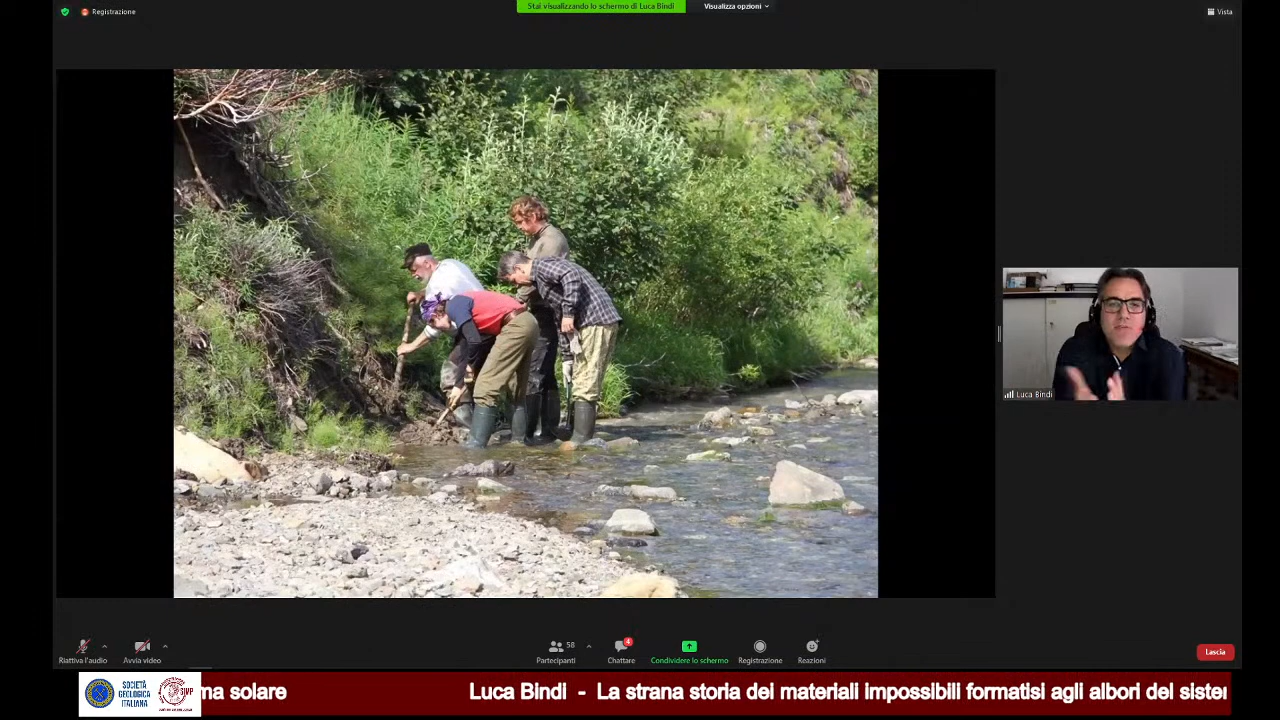 Registrazione
Stai visualizzando lo schermo di Luca Bindi
Visualizza opzioni
Vista
Luca Bindi
Riattiva l'audio
Avvia video
58
Partecipanti
4
Chattare
Condividere lo schermo
Registrazione
Reazioni
Lascia
SOCIETÀ
GEOLOGICA
ITALIANA
ma solare
Luca Bindi - La strana storia dei materiali impossibili formatisi agli albori del sister